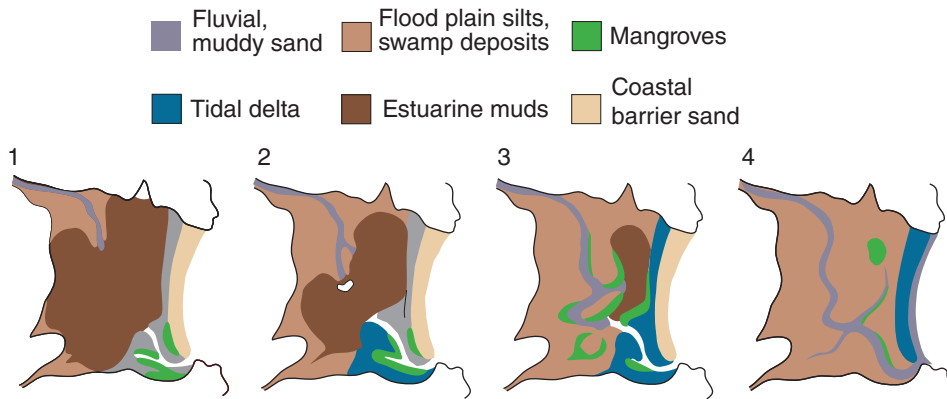 Fluvial,
muddy sand
Flood plain silts,
swamp deposits
Mangroves
Tidal delta
Estuarine muds
Coastal
barrier sand
1
2
3
4